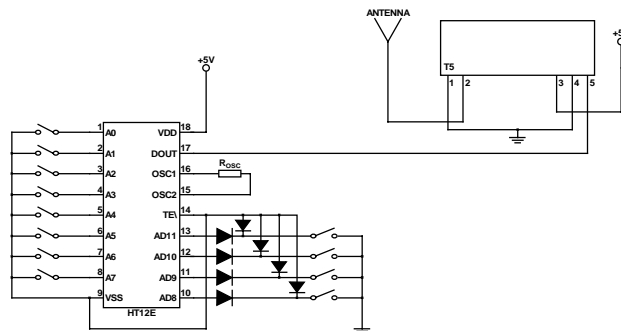 ANTENNA
+5
+5V
T5
1 2 3 4 5
1 A0 VDD 18
2 A1 DOUT 17
3 A2 OSC1 16 ROSC
4 A3 OSC2 15
5 A4 TE\ 14
6 A5 AD11 13
7 A6 AD10 12
8 A7 AD9 11
9 VSS AD8 10
HT12E